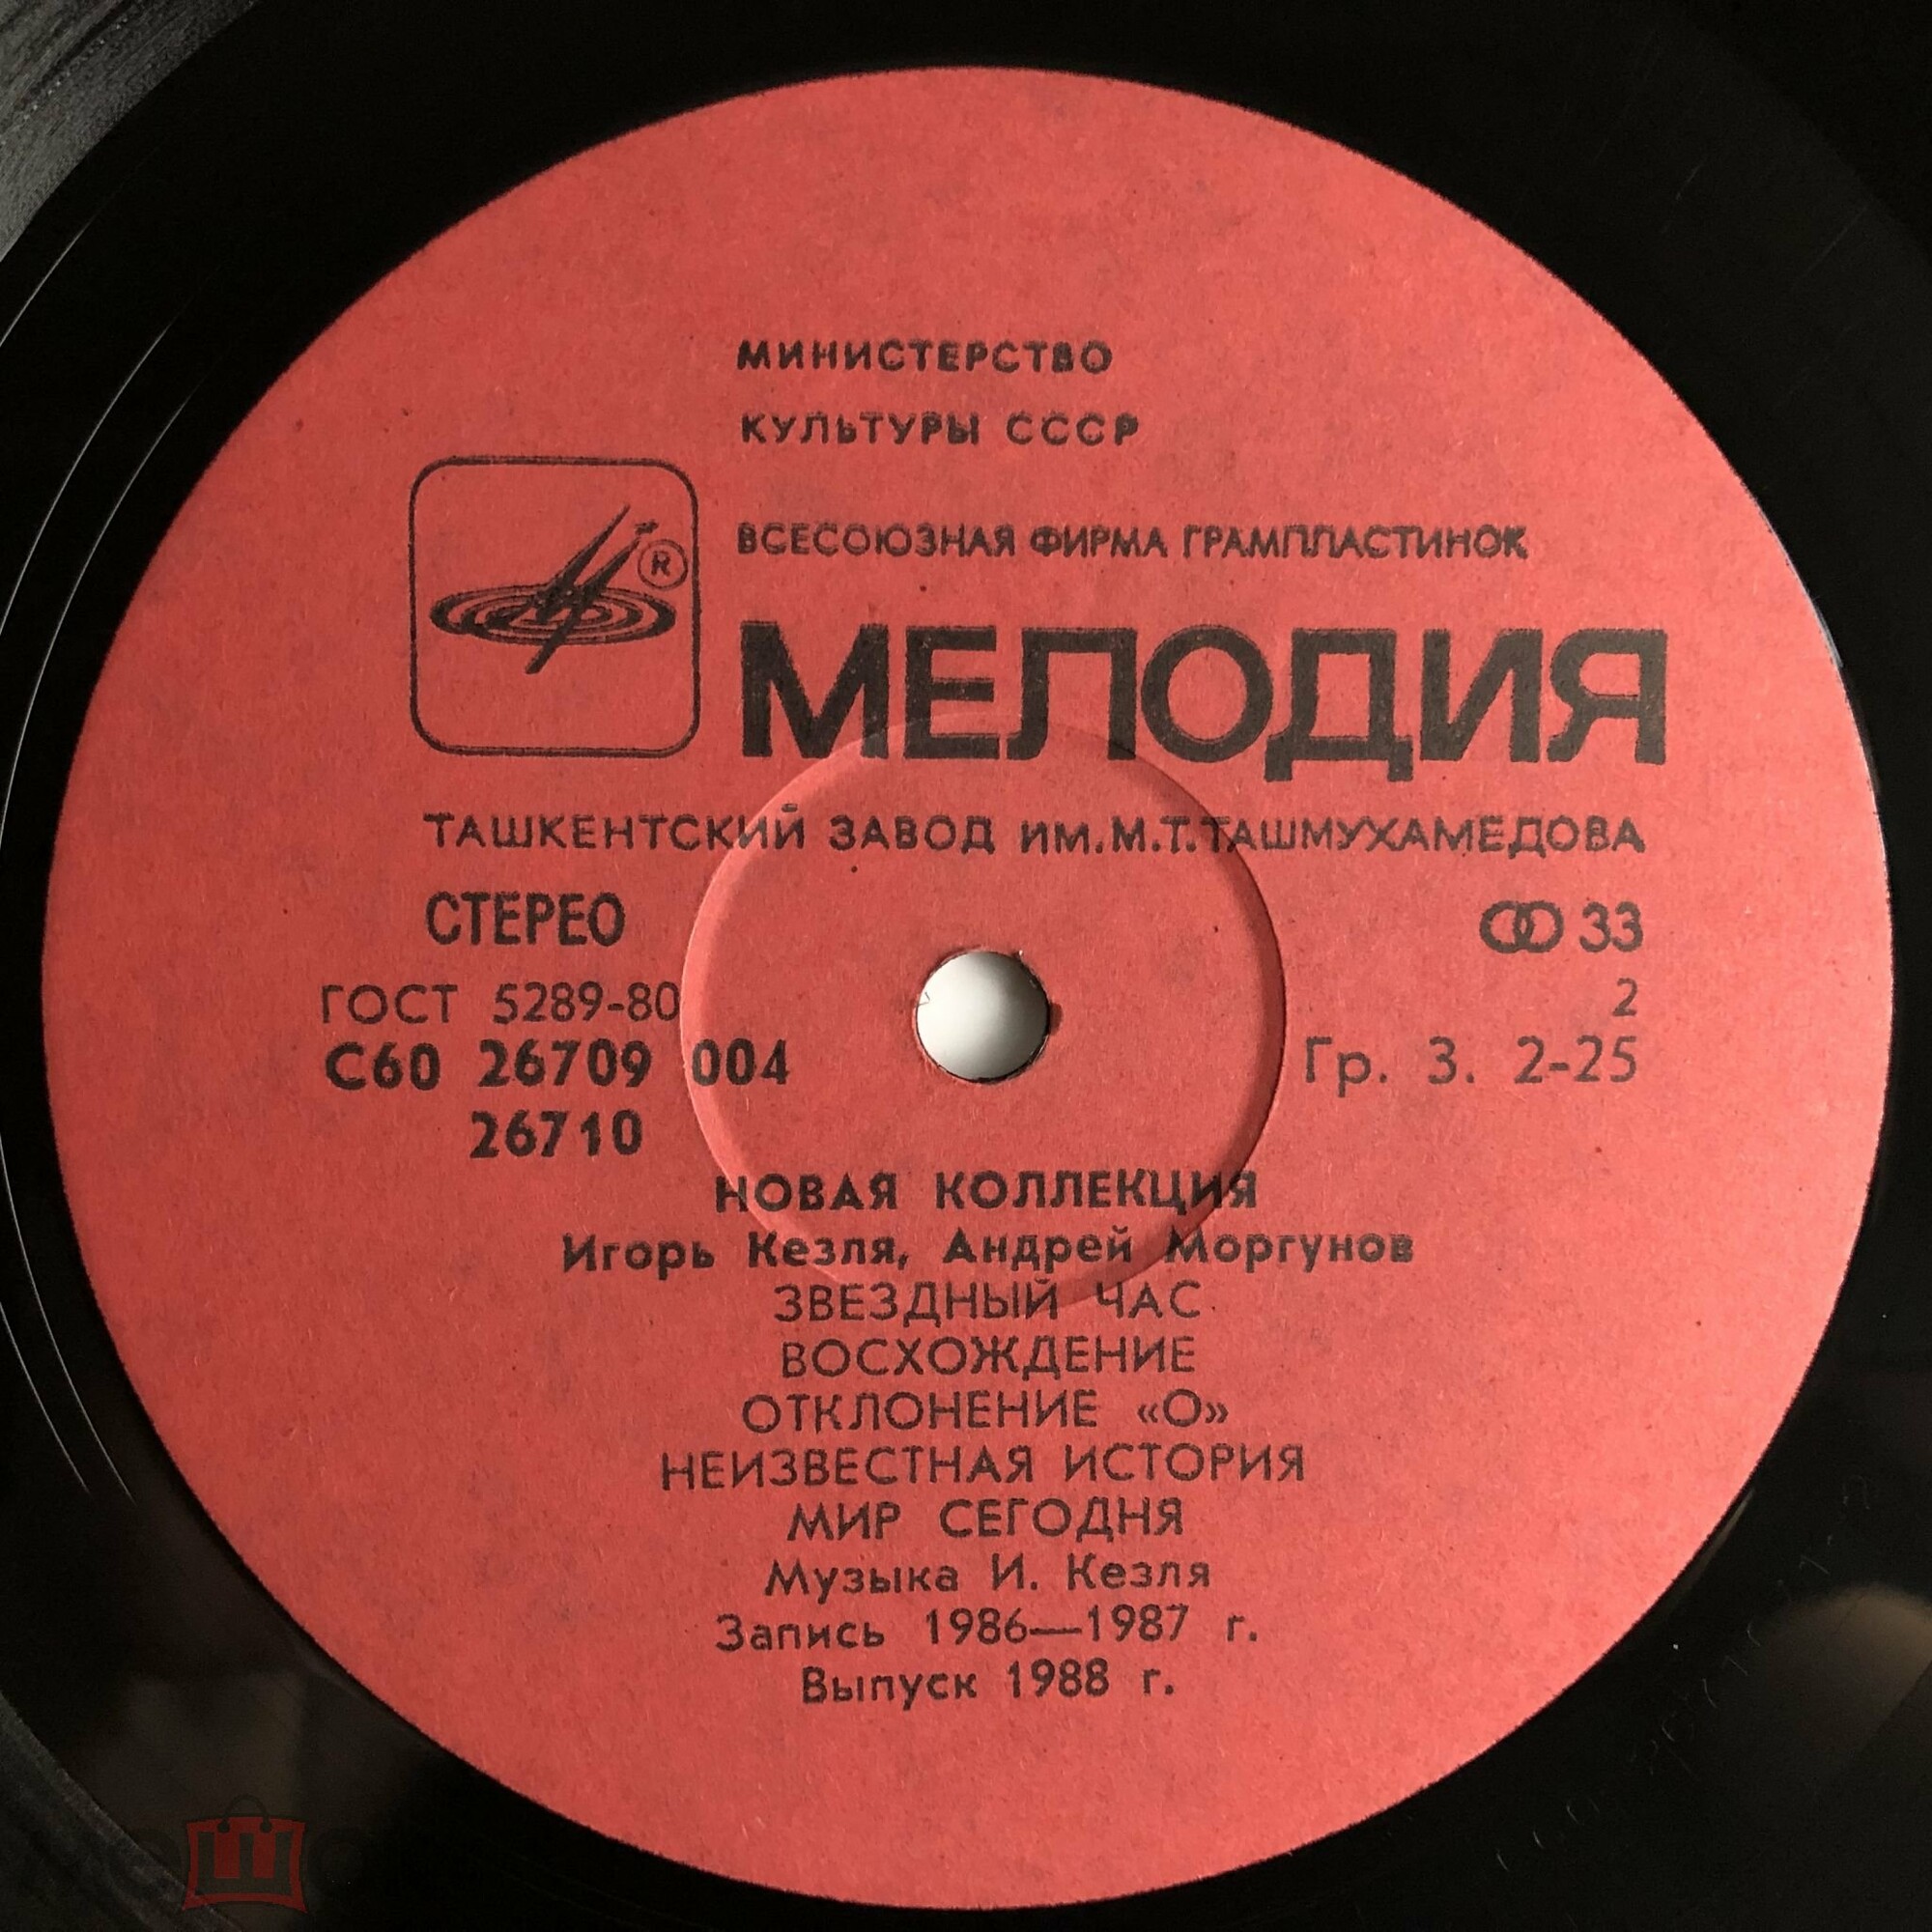 МИНИСТЕРСТВО
КУЛЬТУРЫ СССР
ВСЕСОЮЗНАЯ ФИРМА ГРАМПЛАСТИНОК
®
МЕЛОДИЯ
ТАШКЕНТСКИЙ ЗАВОД ИМ.М.Т.ТАШМУХАМЕДОВА
СТЕРЕО 33
ГОСТ 5289-80 2
С60 26709 004 Гр. 3. 2-25
26710
НОВАЯ КОЛЛЕКЦИЯ
Игорь Кезля, Андрей Моргунов
ЗВЕЗДНЫЙ ЧАС
ВОСХОЖДЕНИЕ
ОТКЛОНЕНИЕ «О»
НЕИЗВЕСТНАЯ ИСТОРИЯ
МИР СЕГОДНЯ
Музыка И. Кезля
Запись 1986—1987 г.
Выпуск 1988 г.